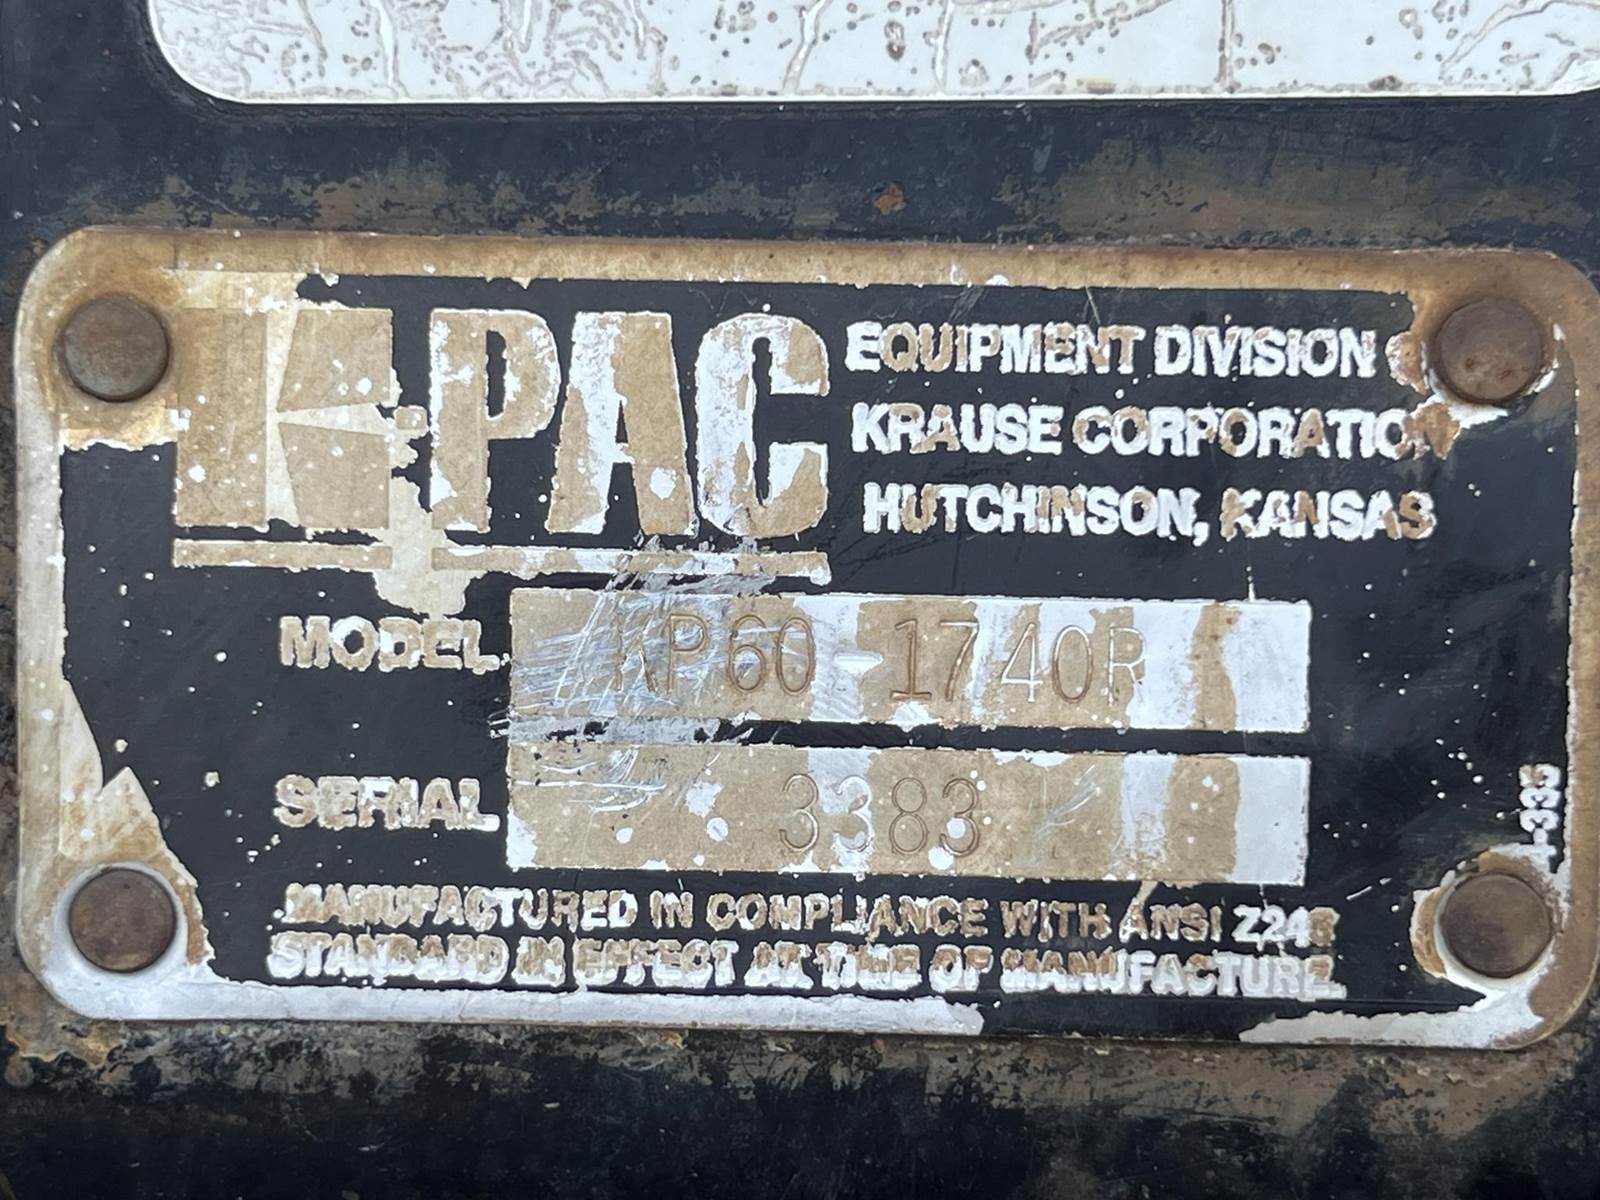 K-PAC
EQUIPMENT DIVISION OF
KRAUSE CORPORATION
HUTCHINSON, KANSAS
MODEL KP60-1740R
SERIAL 3383
MANUFACTURED IN COMPLIANCE WITH ANSI
STANDARD IN EFFECT AT TIME OF MANUFACTURE.